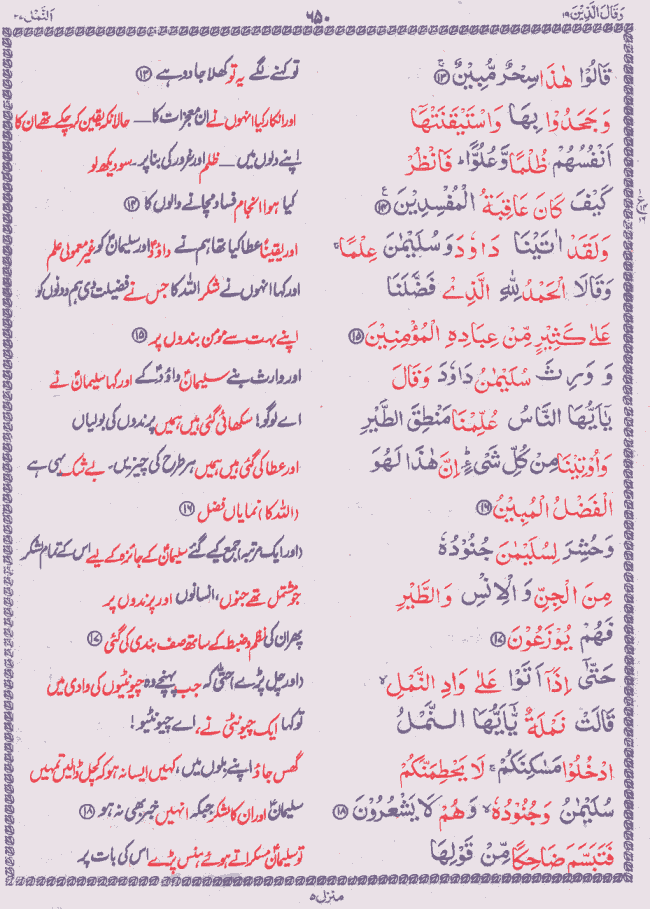 وَقَالَ الَّذِيْنَ ١٩ ٦٥٠ اَلنَّمْل ٢٧
قَالُوْا هٰذَا سِحْرٌ مُّبِيْنٌ ۚ ﴿١٣﴾ تو کہنے لگے یہ تو کھلا جادو ہے ﴿١٣﴾
وَجَحَدُوْا بِهَا وَاسْتَيْقَنَتْهَآ اور انکار کیا انہوں نے ان معجزات کا — حالانکہ یقین کر چکے تھے ان کا
اَنْفُسُهُمْ ظُلْمًا وَّعُلُوًّا ؕ فَانْظُرْ اپنے دلوں میں — ظلم اور غرور کی بنا پر۔ سو دیکھ لو
كَيْفَ كَانَ عَاقِبَةُ الْمُفْسِدِيْنَ ﴿١٤﴾ ع کیا ہوا انجام فساد مچانے والوں کا ﴿١٤﴾
وَلَقَدْ اٰتَيْنَا دَاوٗدَ وَسُلَيْمٰنَ عِلْمًا ۚ اور یقیناً عطا کیا تھا ہم نے داؤدؑ اور سلیمانؑ کو غیر معمولی علم
وَقَالَا الْحَمْدُ لِلّٰهِ الَّذِيْ فَضَّلَنَا اور کہا انہوں نے شکر اللہ کا جس نے فضیلت دی ہم دونوں کو
عَلٰى كَثِيْرٍ مِّنْ عِبَادِهِ الْمُؤْمِنِيْنَ ﴿١٥﴾ اپنے بہت سے مومن بندوں پر ﴿١٥﴾
وَ وَرِثَ سُلَيْمٰنُ دَاوٗدَ وَقَالَ اور وارث بنے سلیمانؑ داؤدؑ کے اور کہا سلیمانؑ نے
يٰٓاَيُّهَا النَّاسُ عُلِّمْنَا مَنْطِقَ الطَّيْرِ اے لوگو! سکھائی گئی ہیں ہمیں پرندوں کی بولیاں
وَاُوْتِيْنَا مِنْ كُلِّ شَيْءٍ ؕ اِنَّ هٰذَا لَهُوَ اور عطا کی گئی ہیں ہمیں ہر طرح کی چیزیں۔ بے شک یہی ہے
الْفَضْلُ الْمُبِيْنُ ﴿١٦﴾ (اللہ کا) نمایاں فضل ﴿١٦﴾
وَحُشِرَ لِسُلَيْمٰنَ جُنُوْدُهٗ (اور ایک مرتبہ) جمع کیے گئے سلیمانؑ کے جائزہ کے لیے اس کے تمام لشکر
مِنَ الْجِنِّ وَالْاِنْسِ وَالطَّيْرِ جو مشتمل تھے جنوں، انسانوں اور پرندوں پر
فَهُمْ يُوْزَعُوْنَ ﴿١٧﴾ پھر ان کی نظم و ضبط کے ساتھ صف بندی کی گئی ﴿١٧﴾
حَتّٰٓى اِذَآ اَتَوْا عَلٰى وَادِ النَّمْلِ ۙ (اور چل پڑے) حتیٰ کہ جب پہنچے وہ چیونٹیوں کی وادی میں
قَالَتْ نَمْلَةٌ يّٰٓاَيُّهَا النَّمْلُ تو کہا ایک چیونٹی نے، اے چیونٹیو!
ادْخُلُوْا مَسٰكِنَكُمْ ۚ لَا يَحْطِمَنَّكُمْ گھس جاؤ اپنے بلوں میں، کہیں ایسا نہ ہو کہ کچل ڈالیں تمہیں
سُلَيْمٰنُ وَجُنُوْدُهٗ ۙ وَهُمْ لَا يَشْعُرُوْنَ ﴿١٨﴾ سلیمانؑ اور ان کا لشکر جبکہ انہیں خبر بھی نہ ہو ﴿١٨﴾
فَتَبَسَّمَ ضَاحِكًا مِّنْ قَوْلِهَا تو سلیمانؑ مسکراتے ہوئے ہنس پڑے اس کی بات پر
منزل ٥